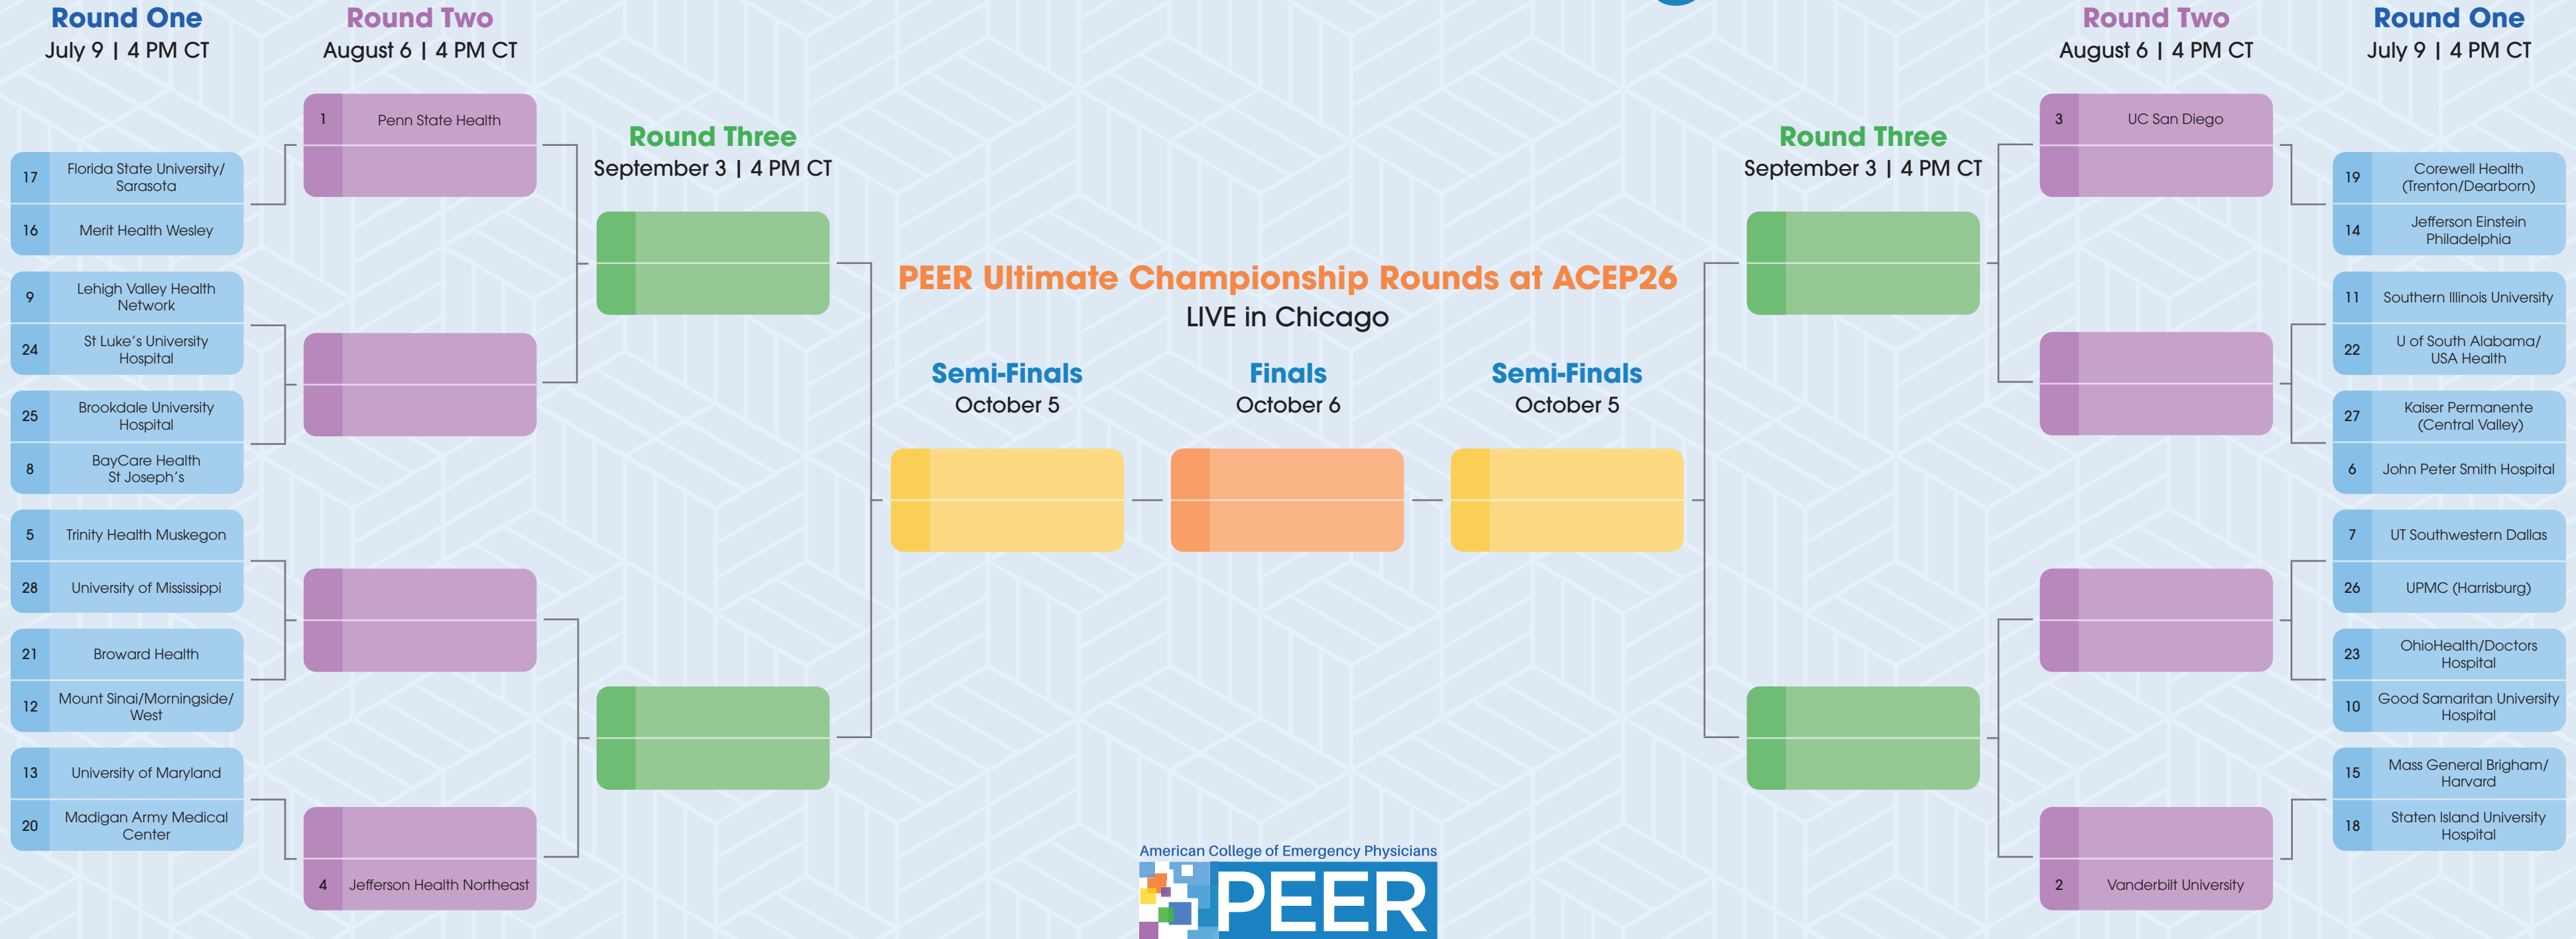 Round One
July 9 | 4 PM CT
Round Two
August 6 | 4 PM CT
Round Two
August 6 | 4 PM CT
Round One
July 9 | 4 PM CT
17
Florida State University/
Sarasota
16
Merit Health Wesley
9
Lehigh Valley Health
Network
24
St Luke’s University
Hospital
25
Brookdale University
Hospital
8
BayCare Health
St Joseph’s
5
Trinity Health Muskegon
28
University of Mississippi
21
Broward Health
12
Mount Sinai/Morningside/
West
13
University of Maryland
20
Madigan Army Medical
Center
1
Penn State Health
4
Jefferson Health Northeast
Round Three
September 3 | 4 PM CT
PEER Ultimate Championship Rounds at ACEP26
LIVE in Chicago
Semi-Finals
October 5
Finals
October 6
Semi-Finals
October 5
Round Three
September 3 | 4 PM CT
3
UC San Diego
2
Vanderbilt University
19
Corewell Health
(Trenton/Dearborn)
14
Jefferson Einstein
Philadelphia
11
Southern Illinois University
22
U of South Alabama/
USA Health
27
Kaiser Permanente
(Central Valley)
6
John Peter Smith Hospital
7
UT Southwestern Dallas
26
UPMC (Harrisburg)
23
OhioHealth/Doctors
Hospital
10
Good Samaritan University
Hospital
15
Mass General Brigham/
Harvard
18
Staten Island University
Hospital
American College of Emergency Physicians
PEER